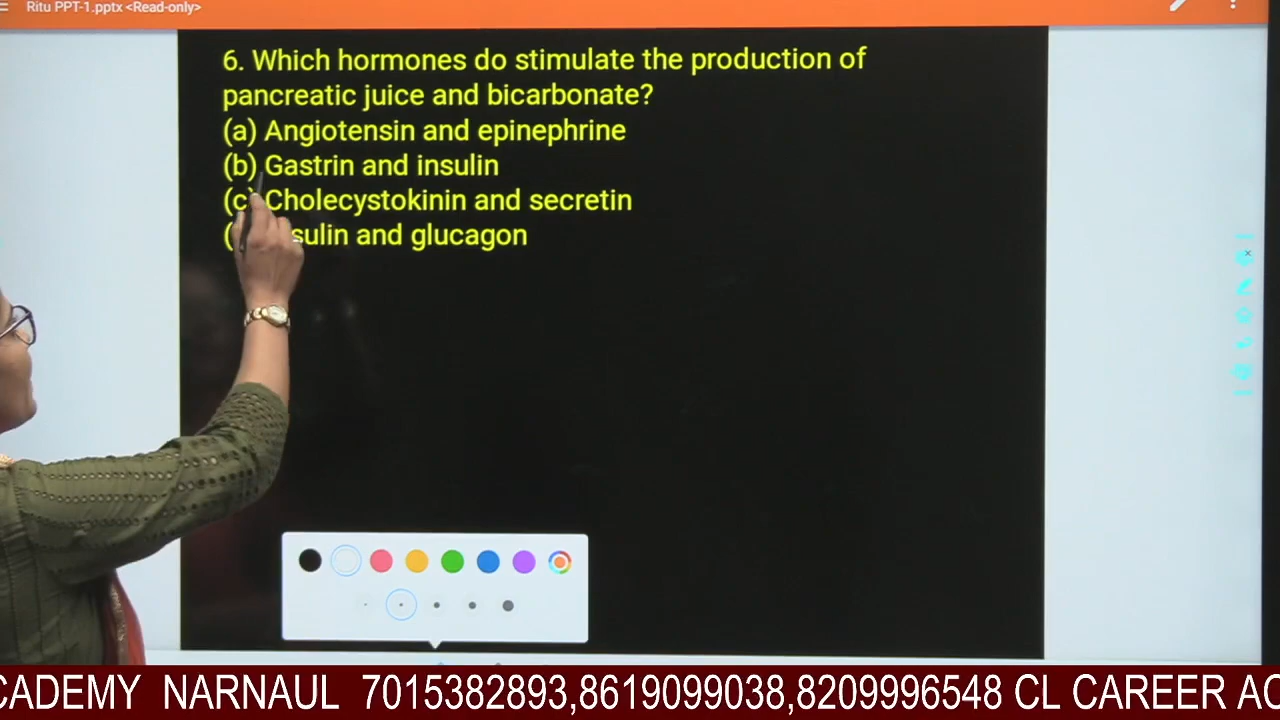 Ritu PPT-1.pptx <Read-only>
6. Which hormones do stimulate the production of
pancreatic juice and bicarbonate?
(a) Angiotensin and epinephrine
(b) Gastrin and insulin
(c) Cholecystokinin and secretin
and glucagon
CADEMY NARNAUL 7015382893,8619099038,8209996548 CL CAREER AC